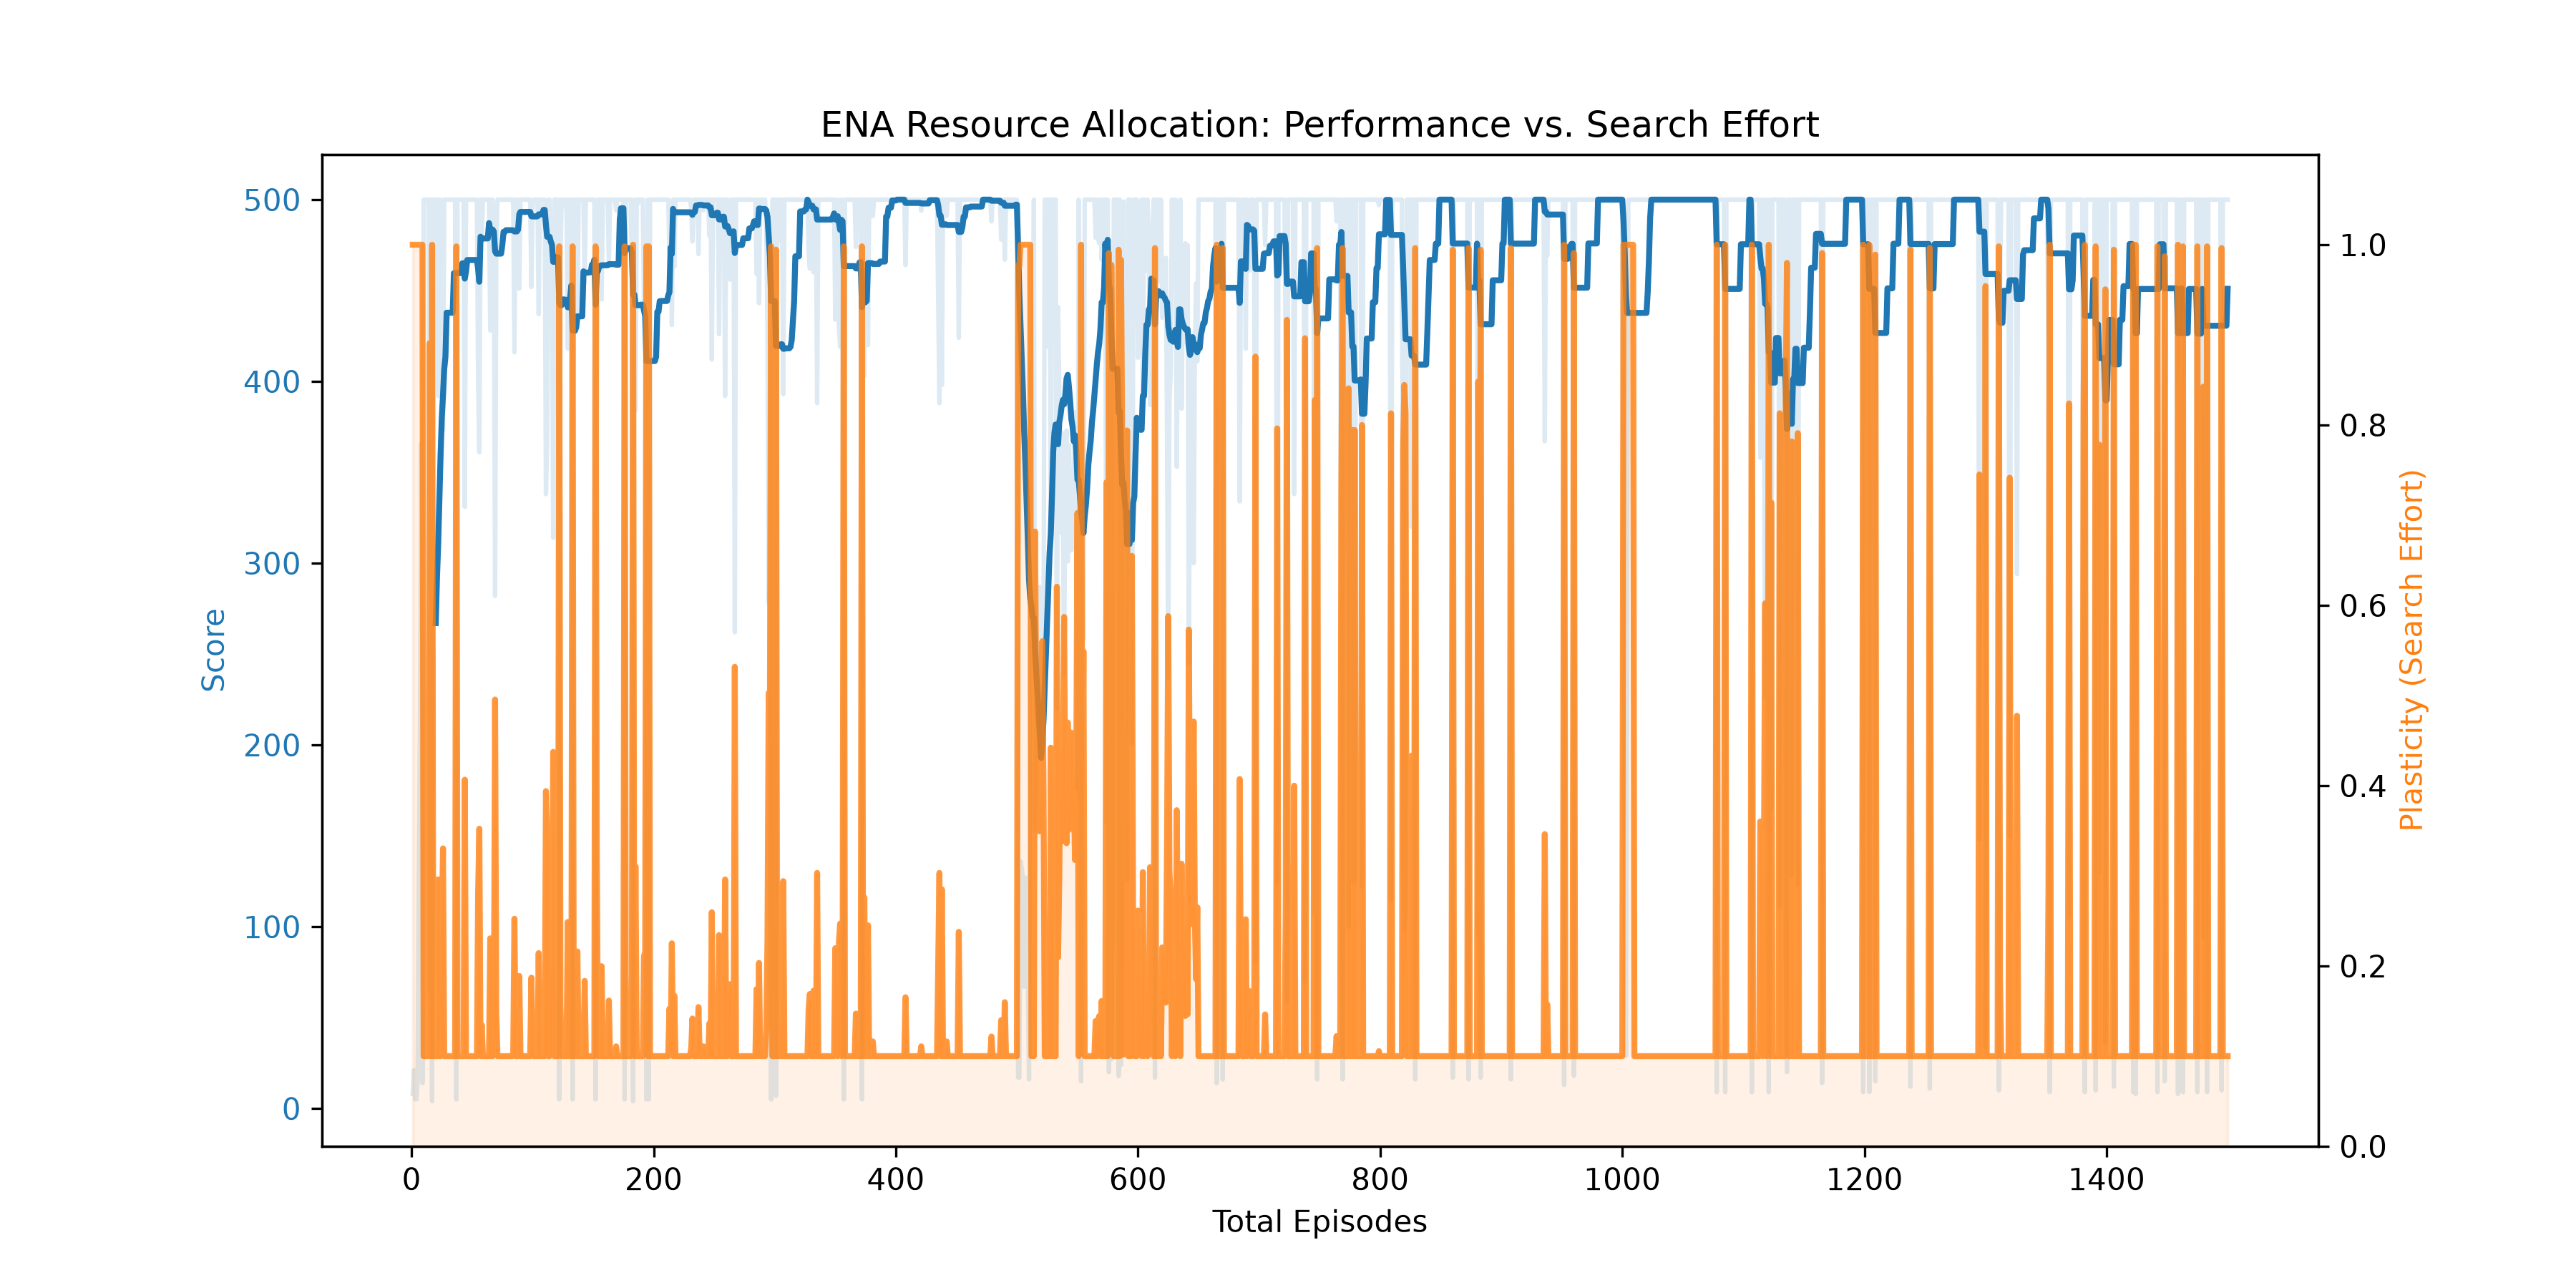 ENA Resource Allocation: Performance vs. Search Effort
500
400
300
200
100
0
Score
1.0
0.8
0.6
0.4
0.2
0.0
Plasticity (Search Effort)
0 200 400 600 800 1000 1200 1400
Total Episodes